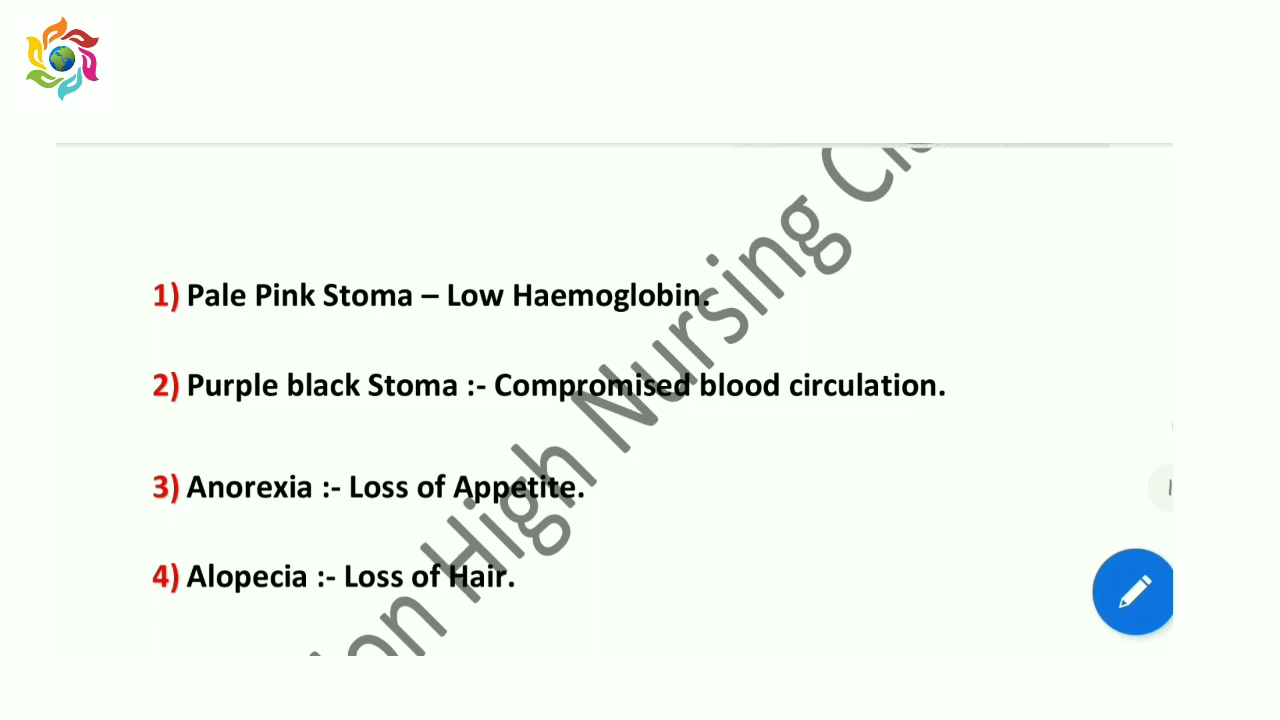 1) Pale Pink Stoma – Low Haemoglobin.
2) Purple black Stoma :- Compromised blood circulation.
3) Anorexia :- Loss of Appetite.
4) Alopecia :- Loss of Hair.
High Nursing